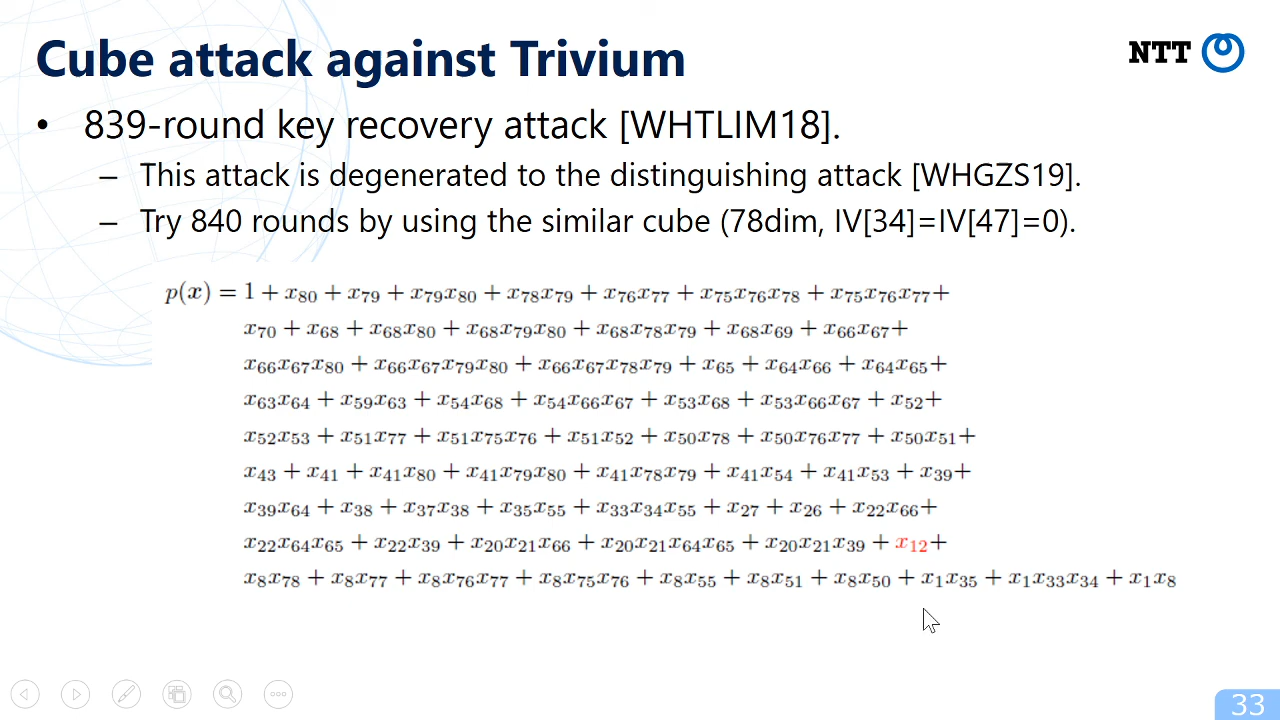 Cube attack against Trivium
NTT
• 839-round key recovery attack [WHTLIM18].
– This attack is degenerated to the distinguishing attack [WHGZS19].
– Try 840 rounds by using the similar cube (78dim, IV[34]=IV[47]=0).
p(x) = 1 + x₈₀ + x₇₉ + x₇₉x₈₀ + x₇₈x₇₉ + x₇₆x₇₇ + x₇₅x₇₆x₇₈ + x₇₅x₇₆x₇₇+
x₇₀ + x₆₈ + x₆₈x₈₀ + x₆₈x₇₉x₈₀ + x₆₈x₇₈x₇₉ + x₆₈x₆₉ + x₆₆x₆₇+
x₆₆x₆₇x₈₀ + x₆₆x₆₇x₇₉x₈₀ + x₆₆x₆₇x₇₈x₇₉ + x₆₅ + x₆₄x₆₆ + x₆₄x₆₅+
x₆₃x₆₄ + x₅₉x₆₃ + x₅₄x₆₈ + x₅₄x₆₆x₆₇ + x₅₃x₆₈ + x₅₃x₆₆x₆₇ + x₅₂+
x₅₂x₅₃ + x₅₁x₇₇ + x₅₁x₇₅x₇₆ + x₅₁x₅₂ + x₅₀x₇₈ + x₅₀x₇₆x₇₇ + x₅₀x₅₁+
x₄₃ + x₄₁ + x₄₁x₈₀ + x₄₁x₇₉x₈₀ + x₄₁x₇₈x₇₉ + x₄₁x₅₄ + x₄₁x₅₃ + x₃₉+
x₃₉x₆₄ + x₃₈ + x₃₇x₃₈ + x₃₅x₅₅ + x₃₃x₃₄x₅₅ + x₂₇ + x₂₆ + x₂₂x₆₆+
x₂₂x₆₄x₆₅ + x₂₂x₃₉ + x₂₀x₂₁x₆₆ + x₂₀x₂₁x₆₄x₆₅ + x₂₀x₂₁x₃₉ + x₁₂+
x₈x₇₈ + x₈x₇₇ + x₈x₇₆x₇₇ + x₈x₇₅x₇₆ + x₈x₅₅ + x₈x₅₁ + x₈x₅₀ + x₁x₃₅ + x₁x₃₃x₃₄ + x₁x₈
33